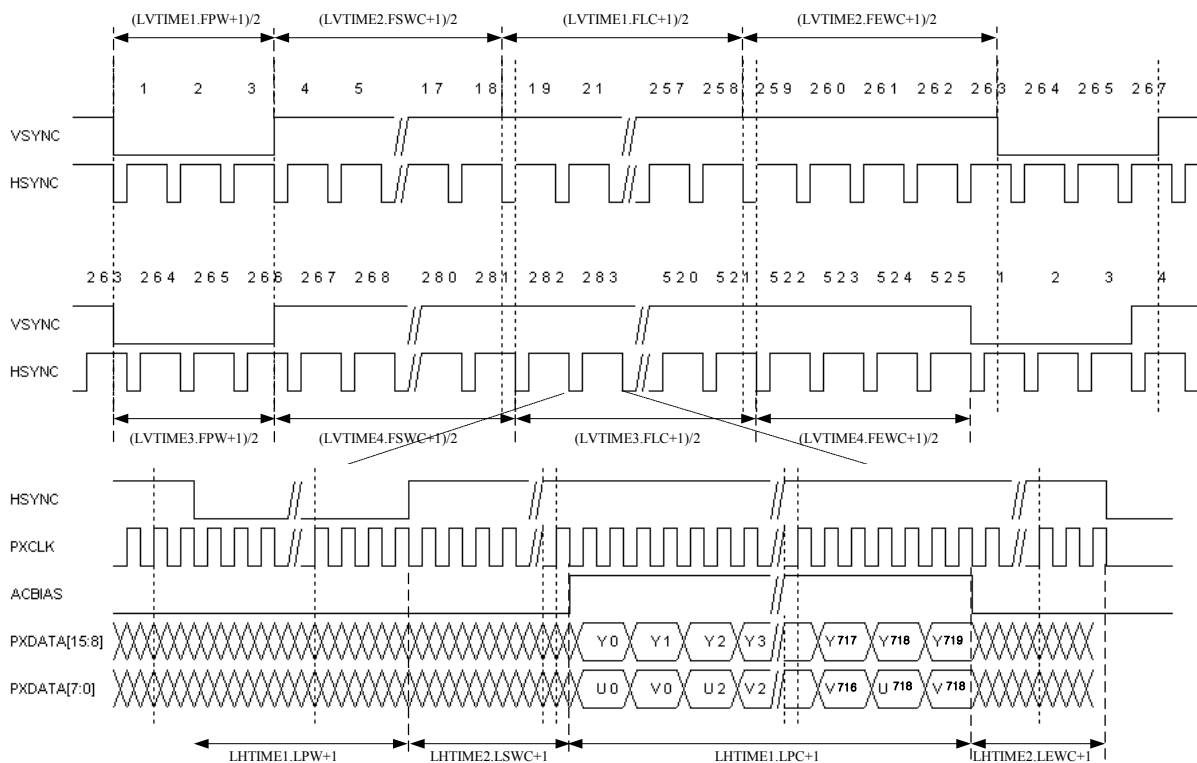 (LVTIME1.FPW+1)/2 (LVTIME2.FSWC+1)/2 (LVTIME1.FLC+1)/2 (LVTIME2.FEWC+1)/2
1 2 3 4 5 17 18 19 21 257 258 259 260 261 262 263 264 265 267
VSYNC
HSYNC
263 264 265 266 267 268 280 281 282 283 520 521 522 523 524 525 1 2 3 4
VSYNC
HSYNC
(LVTIME3.FPW+1)/2 (LVTIME4.FSWC+1)/2 (LVTIME3.FLC+1)/2 (LVTIME4.FEWC+1)/2
HSYNC
PXCLK
ACBIAS
PXDATA[15:8] Y0 Y1 Y2 Y3 Y717 Y718 Y719
PXDATA[7:0] U0 V0 U2 V2 V716 U718 V718
LHTIME1.LPW+1 LHTIME2.LSWC+1 LHTIME1.LPC+1 LHTIME2.LEWC+1